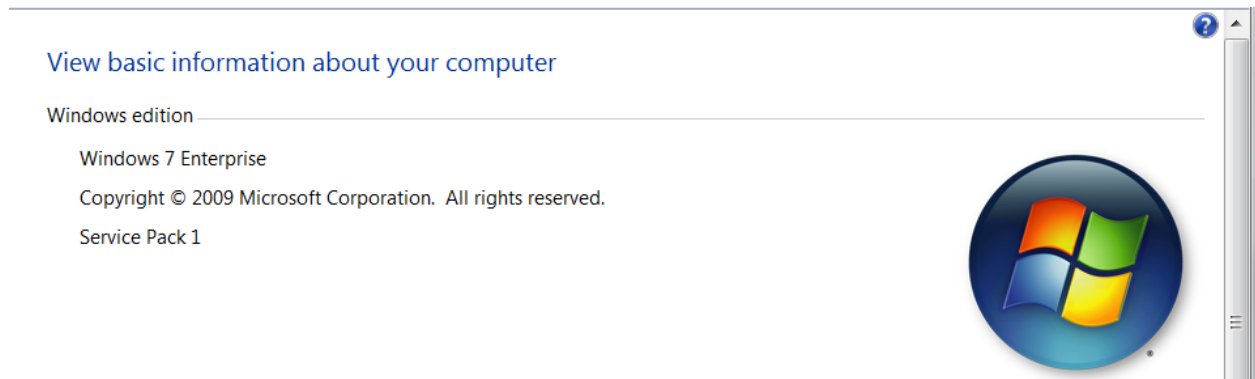 View basic information about your computer
Windows edition
Windows 7 Enterprise
Copyright © 2009 Microsoft Corporation.  All rights reserved.
Service Pack 1